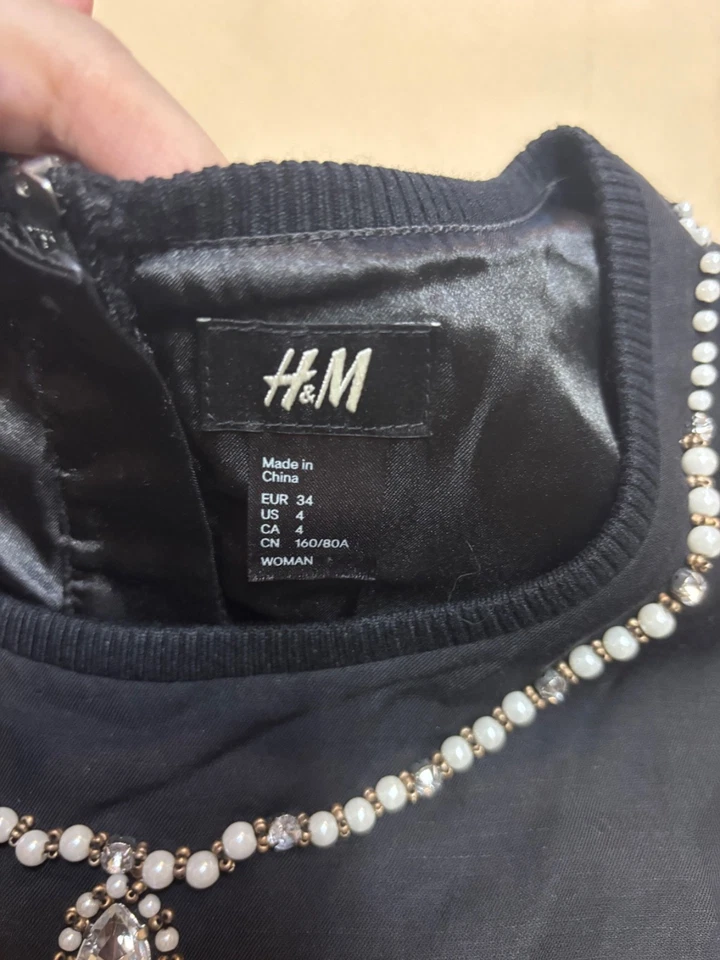 H&M
Made in
China
EUR 34
US 4
CA 4
CN 160/80A
WOMAN